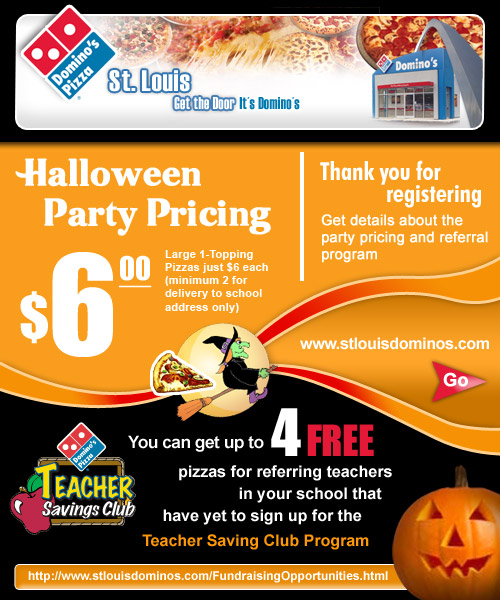 Domino's
Pizza
St. Louis
Get the Door It's Domino's
Domino's
Halloween
Party Pricing
$6.00
Large 1-Topping
Pizzas just $6 each
(minimum 2 for
delivery to school
address only)
Thank you for
registering
Get details about the
party pricing and referral
program
www.stlouisdominos.com
Go
You can get up to 4 FREE
pizzas for referring teachers
in your school that
have yet to sign up for the
Teacher Saving Club Program
Domino's
Pizza
TEACHER
Savings Club
http://www.stlouisdominos.com/FundraisingOpportunities.html